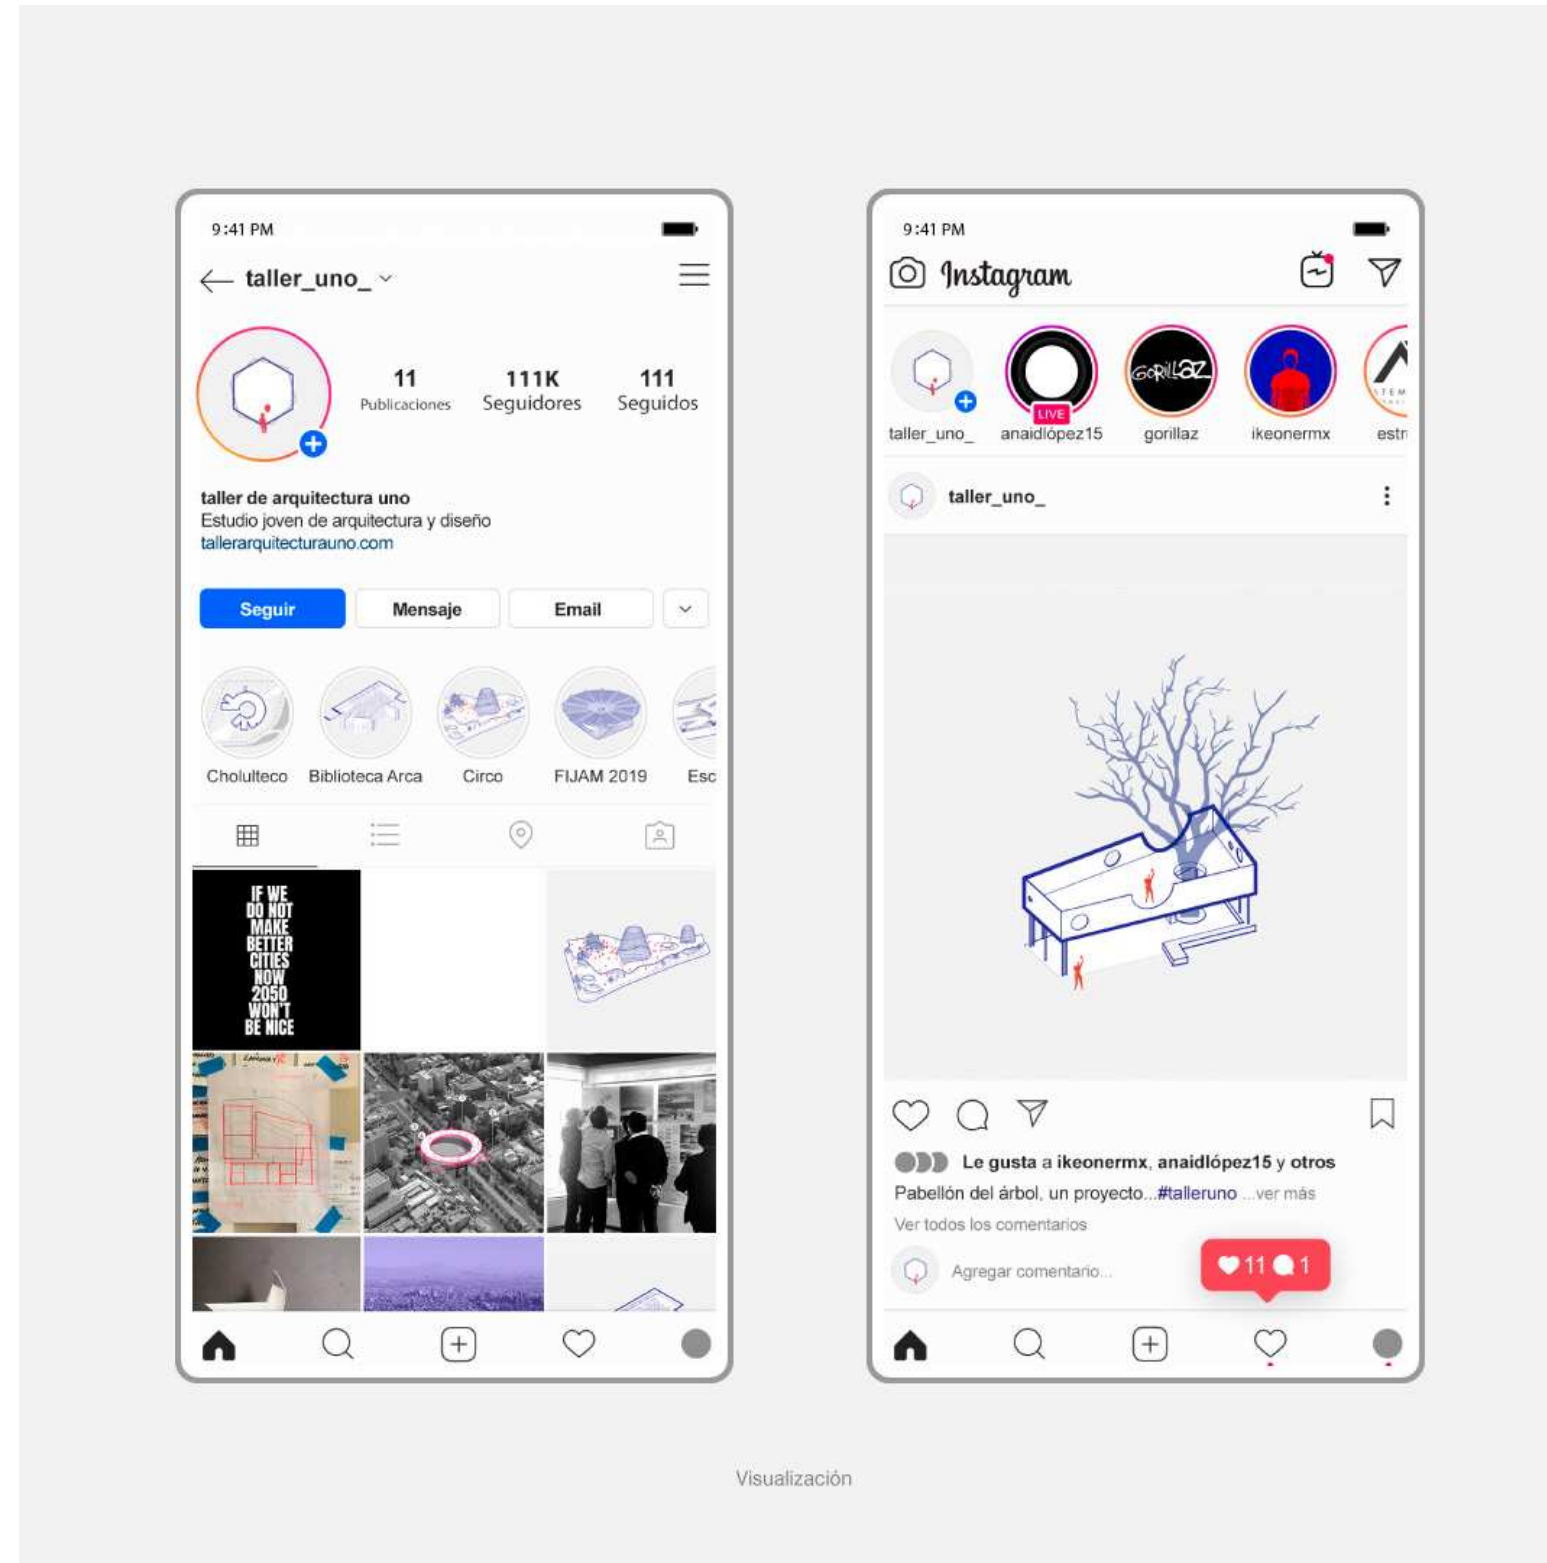 9:41 PM
taller_uno_
11
Publicaciones
111K
Seguidores
111
Seguidos
taller de arquitectura uno
Estudio joven de arquitectura y diseño
tallerarquitecturauno.com
Seguir
Mensaje
Email
Cholulteco
Biblioteca Arca
Circo
FIJAM 2019
Esc
IF WE
DO NOT
MAKE
BETTER
CITIES
NOW
2050
WON'T
BE NICE
9:41 PM
Instagram
LIVE
GORILLAZ
taller_uno_
anaidlópez15
gorillaz
ikeonermx
estr
taller_uno_
Le gusta a ikeonermx, anaidlópez15 y otros
Pabellón del árbol, un proyecto...#talleruno ...ver más
Ver todos los comentarios
Agregar comentario...
11 1
Visualización